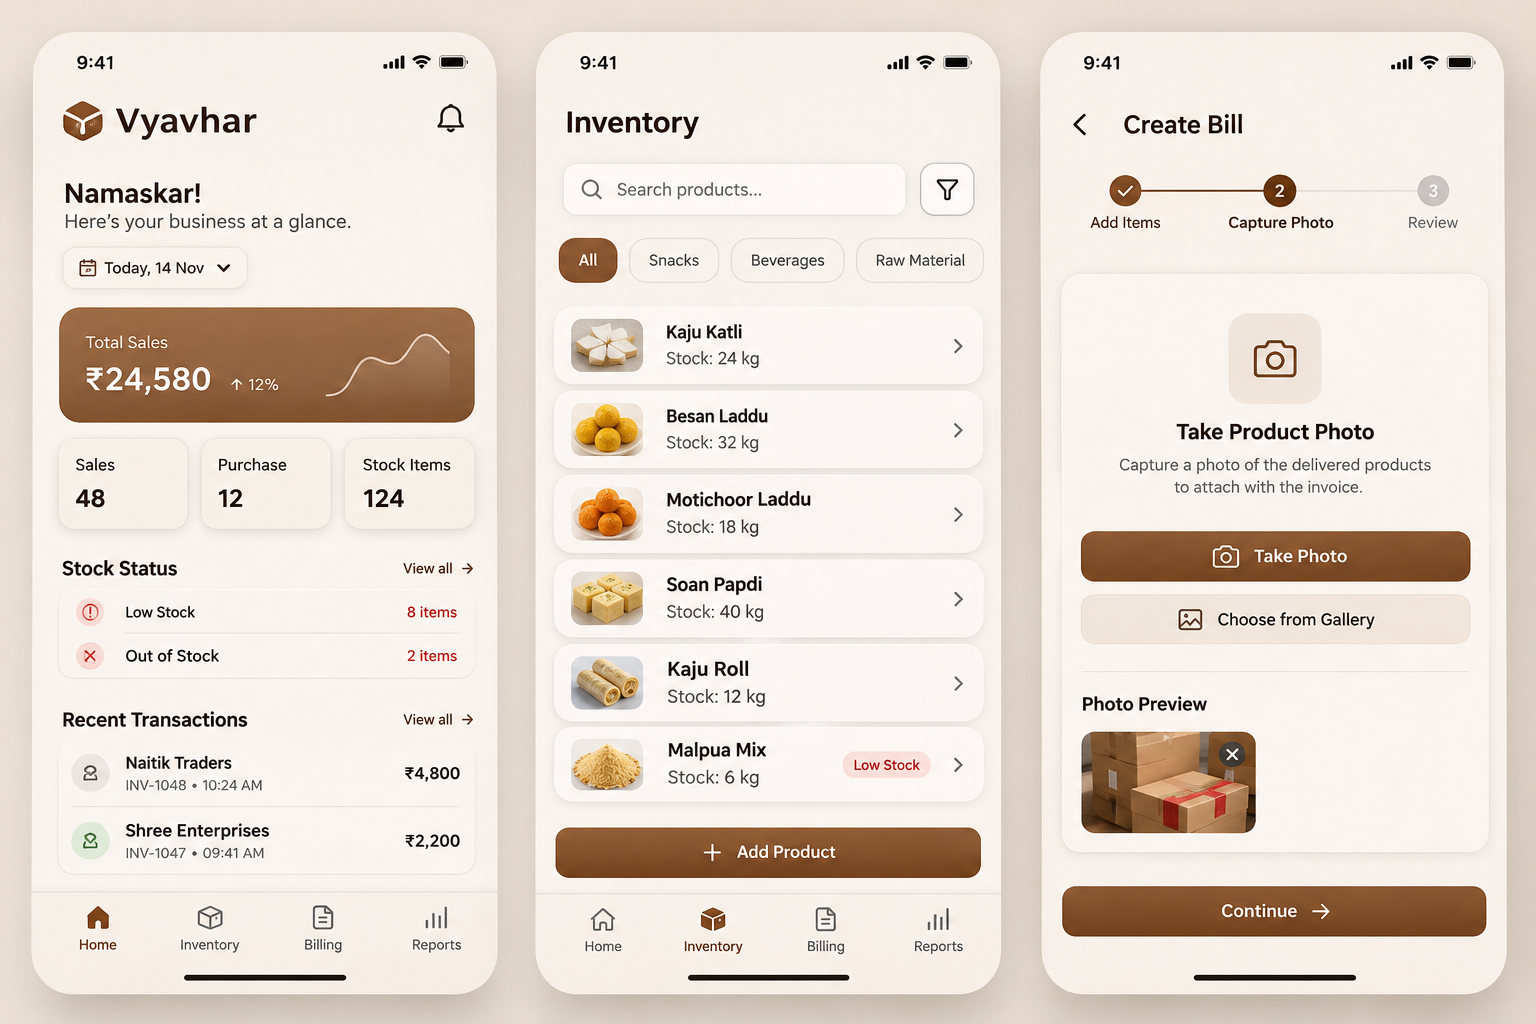 9:41
Vyavhar
Namaskar!
Here's your business at a glance.
Today, 14 Nov
Total Sales
₹24,580 ↑ 12%
Sales
48
Purchase
12
Stock Items
124
Stock Status
View all →
Low Stock
8 items
Out of Stock
2 items
Recent Transactions
View all →
Naitik Traders
INV-1048 • 10:24 AM
₹4,800
Shree Enterprises
INV-1047 • 09:41 AM
₹2,200
Home
Inventory
Billing
Reports
9:41
Inventory
Search products...
All
Snacks
Beverages
Raw Material
Kaju Katli
Stock: 24 kg
Besan Laddu
Stock: 32 kg
Motichoor Laddu
Stock: 18 kg
Soan Papdi
Stock: 40 kg
Kaju Roll
Stock: 12 kg
Malpua Mix
Stock: 6 kg
Low Stock
+ Add Product
Home
Inventory
Billing
Reports
9:41
Create Bill
2
3
Add Items
Capture Photo
Review
Take Product Photo
Capture a photo of the delivered products
to attach with the invoice.
Take Photo
Choose from Gallery
Photo Preview
Continue →